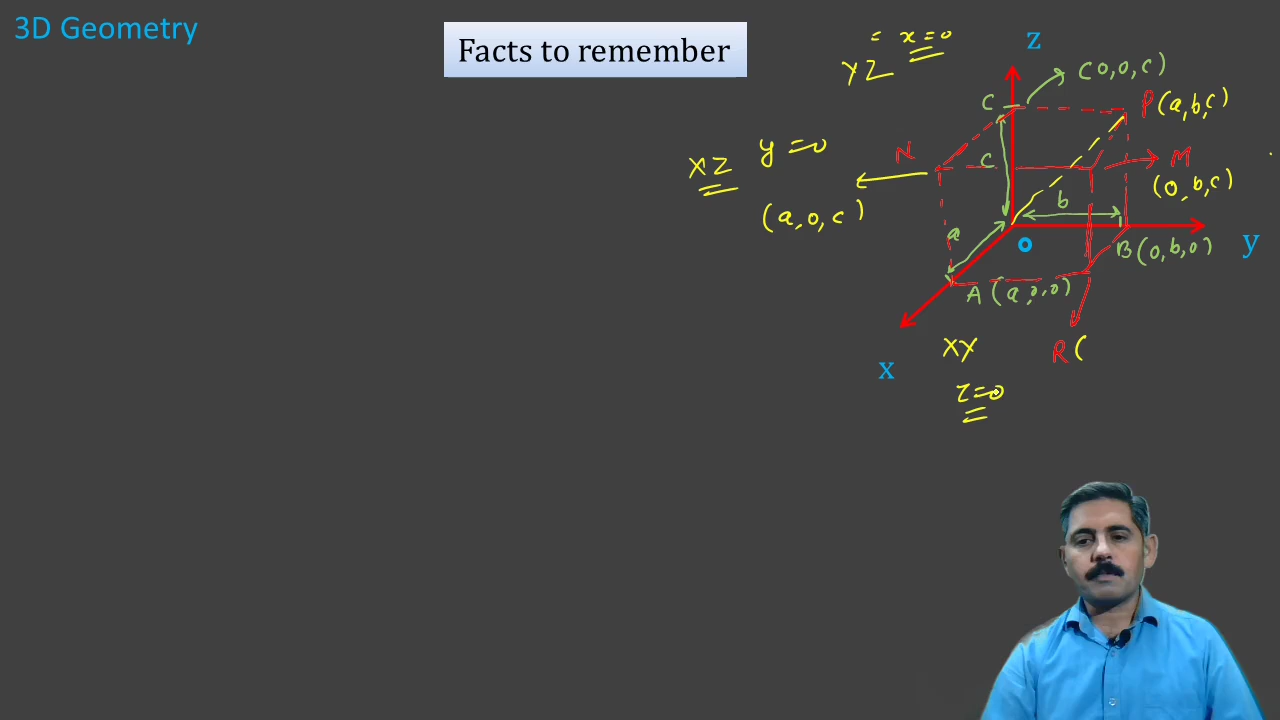 3D Geometry
Facts to remember
= x=0
YZ
z
C(0,0,c)
C
P(a,b,c)
XZ y=0
N
C
M
(0,b,c)
(a,0,c)
a
b
O
B(0,b,0)
y
A(a,0,0)
x
XY
R(
z=0